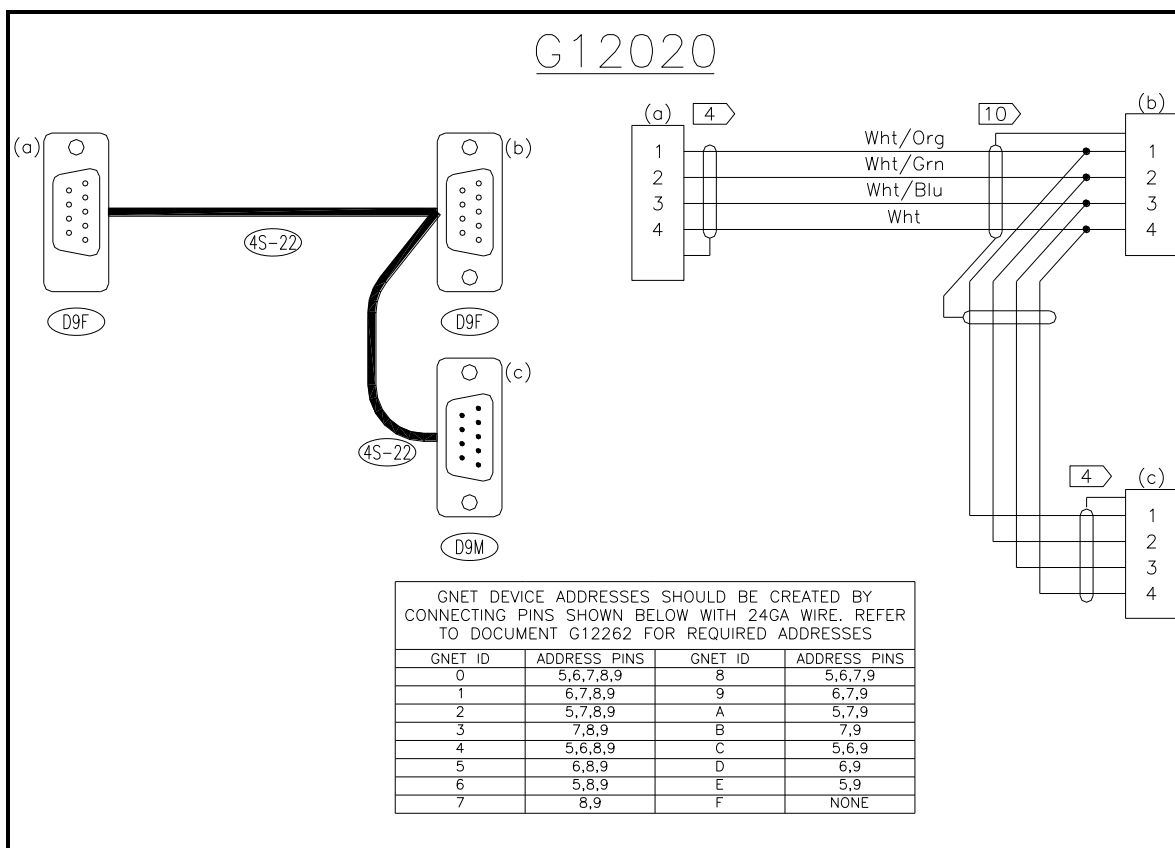 G12020
(a)
(b)
4S-22
D9F
D9F
(c)
4S-22
D9M
(a)
4
10
(b)
1
2
3
4
Wht/Org
Wht/Grn
Wht/Blu
Wht
1
2
3
4
4
(c)
1
2
3
4
GNET DEVICE ADDRESSES SHOULD BE CREATED BY
CONNECTING PINS SHOWN BELOW WITH 24GA WIRE. REFER
TO DOCUMENT G12262 FOR REQUIRED ADDRESSES
GNET ID ADDRESS PINS GNET ID ADDRESS PINS
0 5,6,7,8,9 8 5,6,7,9
1 6,7,8,9 9 6,7,9
2 5,7,8,9 A 5,7,9
3 7,8,9 B 7,9
4 5,6,8,9 C 5,6,9
5 6,8,9 D 6,9
6 5,8,9 E 5,9
7 8,9 F NONE